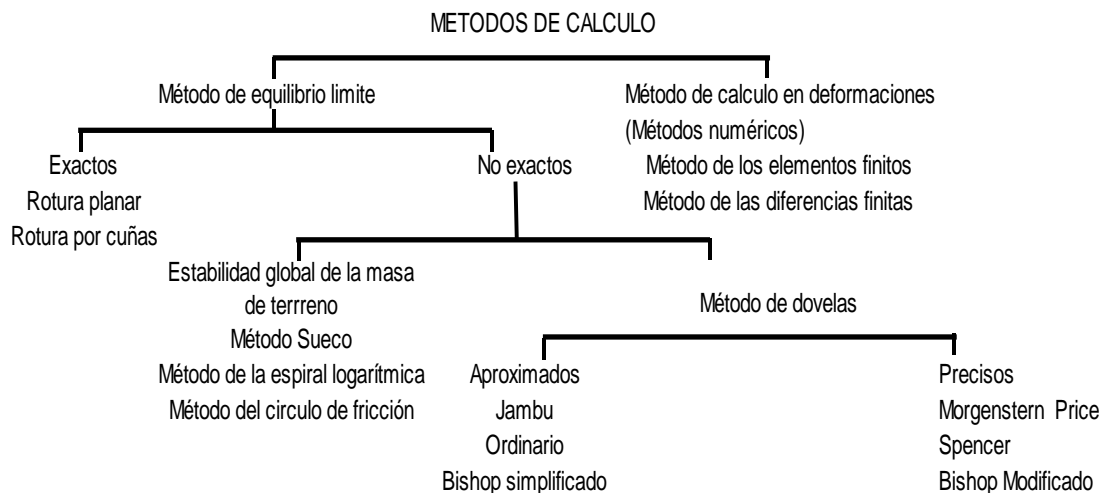 METODOS DE CALCULO
Método de equilibrio limite
Exactos
Rotura planar
Rotura por cuñas
No exactos
Estabilidad global de la masa
de terrreno
Método Sueco
Método de la espiral logarítmica
Método del circulo de fricción
Método de dovelas
Aproximados
Jambu
Ordinario
Bishop simplificado
Precisos
Morgenstern Price
Spencer
Bishop Modificado
Método de calculo en deformaciones
(Métodos numéricos)
Método de los elementos finitos
Método de las diferencias finitas